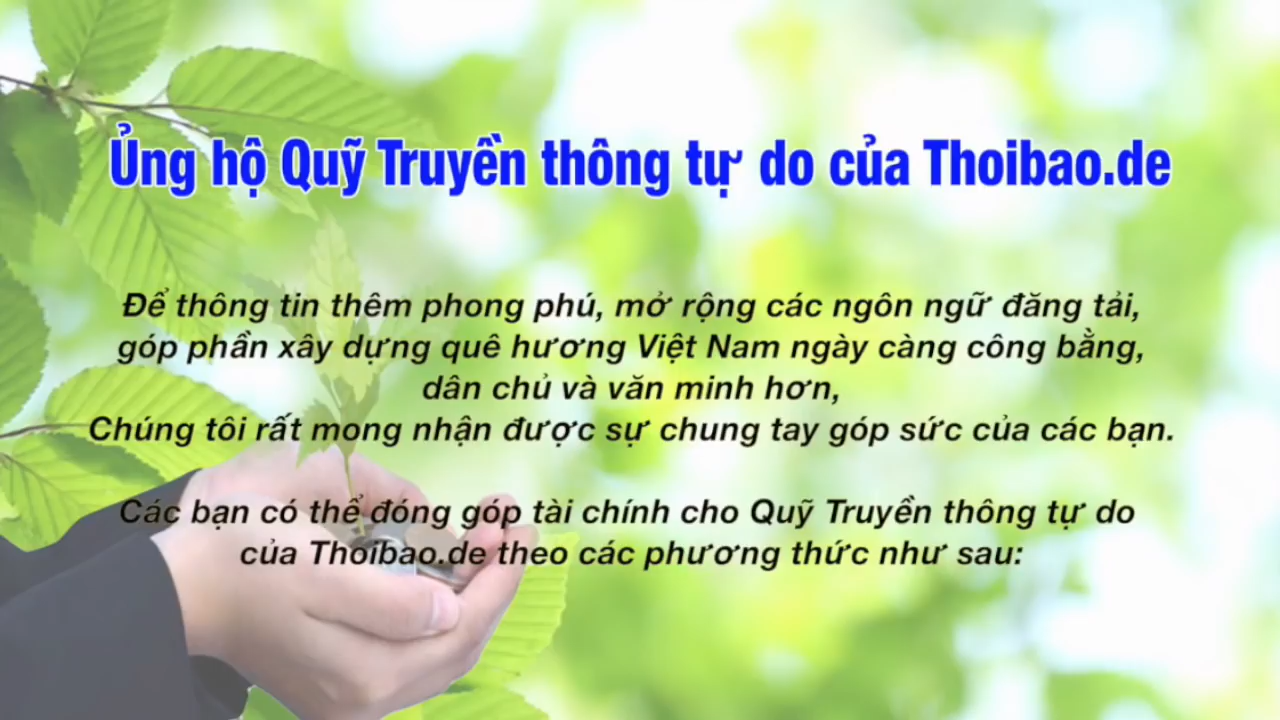 Ủng hộ Quỹ Truyền thông tự do của Thoibao.de
Để thông tin thêm phong phú, mở rộng các ngôn ngữ đăng tải,
góp phần xây dựng quê hương Việt Nam ngày càng công bằng,
dân chủ và văn minh hơn,
Chúng tôi rất mong nhận được sự chung tay góp sức của các bạn.
Các bạn có thể đóng góp tài chính cho Quỹ Truyền thông tự do
của Thoibao.de theo các phương thức như sau: